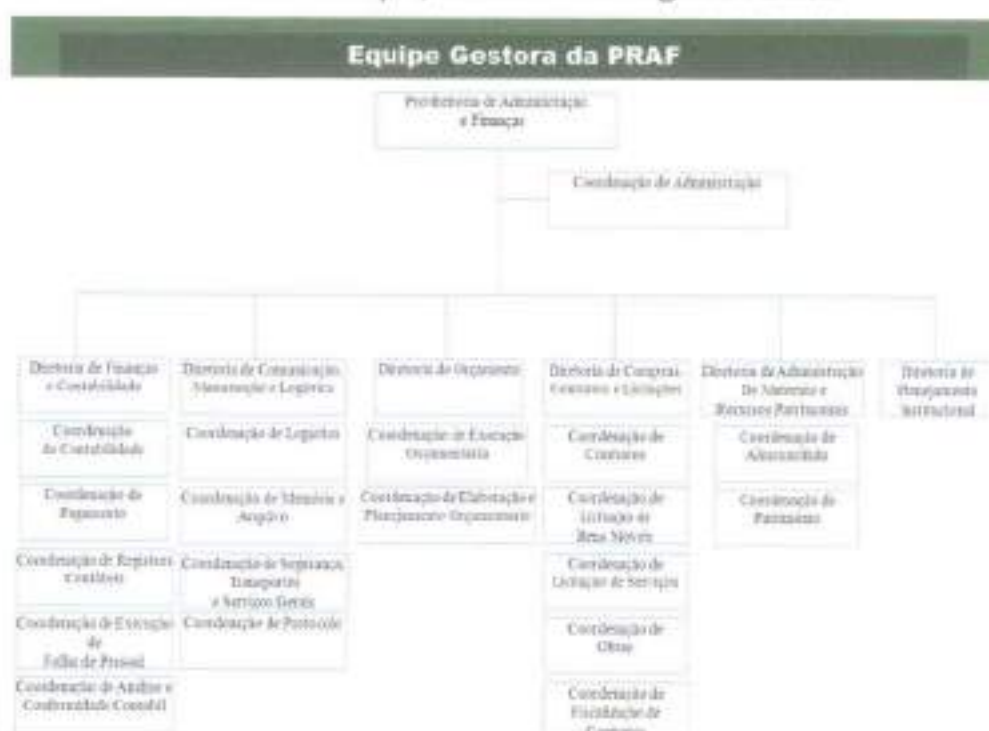 Equipe Gestora da PRAF
Pró-Reitoria de Administração
e Finanças
Coordenação de Administração
Diretoria de Finanças
e Contabilidade
Coordenação
de Contabilidade
Coordenação de
Pagamento
Coordenação de Registros
Contábeis
Coordenação de Execução
de
Folha de Pessoal
Coordenação de Análise e
Conformidade Contábil
Diretoria de Comunicação,
Manutenção e Logística
Coordenação de Logística
Coordenação de Memória e
Arquivo
Coordenação de Segurança,
Transportes
e Serviços Gerais
Coordenação de Protocolo
Diretoria de Orçamento
Coordenação de Execução
Orçamentária
Coordenação de Elaboração e
Planejamento Orçamentário
Diretoria de Compras,
Contratos e Licitações
Coordenação de
Contratos
Coordenação de
Licitação de
Bens Móveis
Coordenação de
Licitação de Serviços
Coordenação de
Obras
Coordenação de
Fiscalização de
Diretoria de Administração
De Materiais e
Recursos Patrimoniais
Coordenação de
Almoxarifado
Coordenação de
Patrimônio
Diretoria de
Planejamento
Institucional